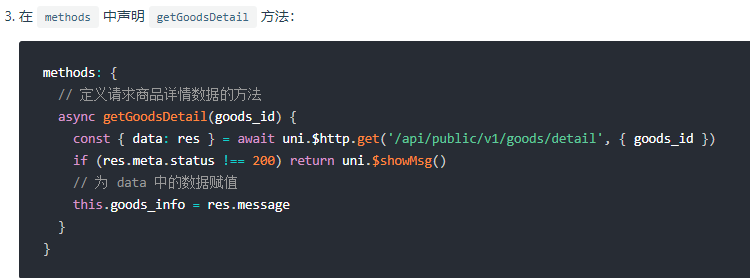 3. 在 methods 中声明 getGoodsDetail 方法：
methods: {
  // 定义请求商品详情数据的方法
  async getGoodsDetail(goods_id) {
    const { data: res } = await uni.$http.get('/api/public/v1/goods/detail', { goods_id })
    if (res.meta.status !== 200) return uni.$showMsg()
    // 为 data 中的数据赋值
    this.goods_info = res.message
  }
}